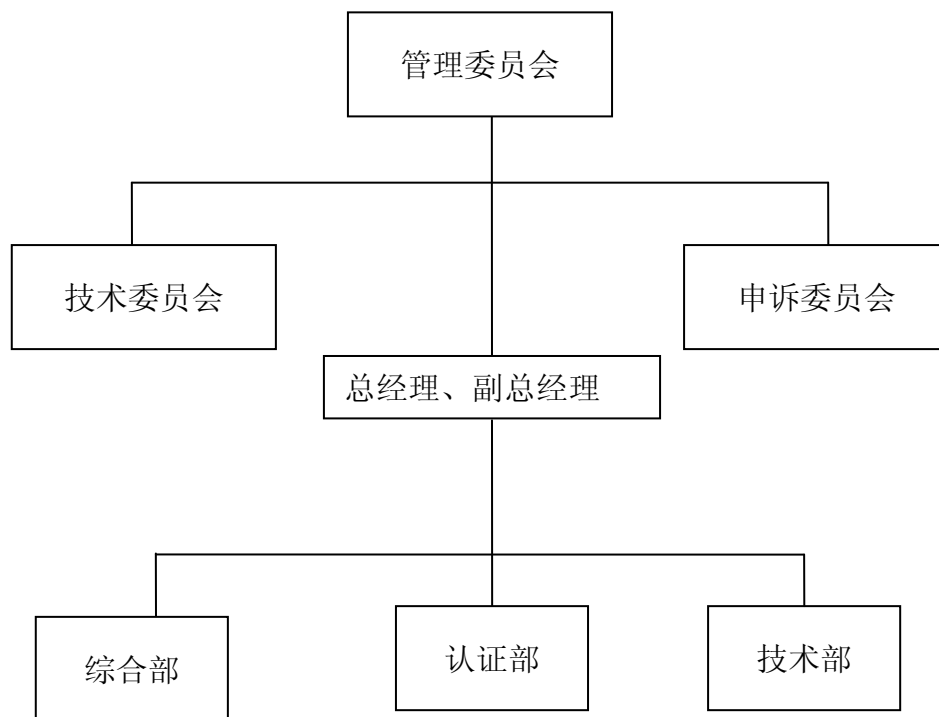 管理委员会
技术委员会
申诉委员会
总经理、副总经理
综合部
认证部
技术部